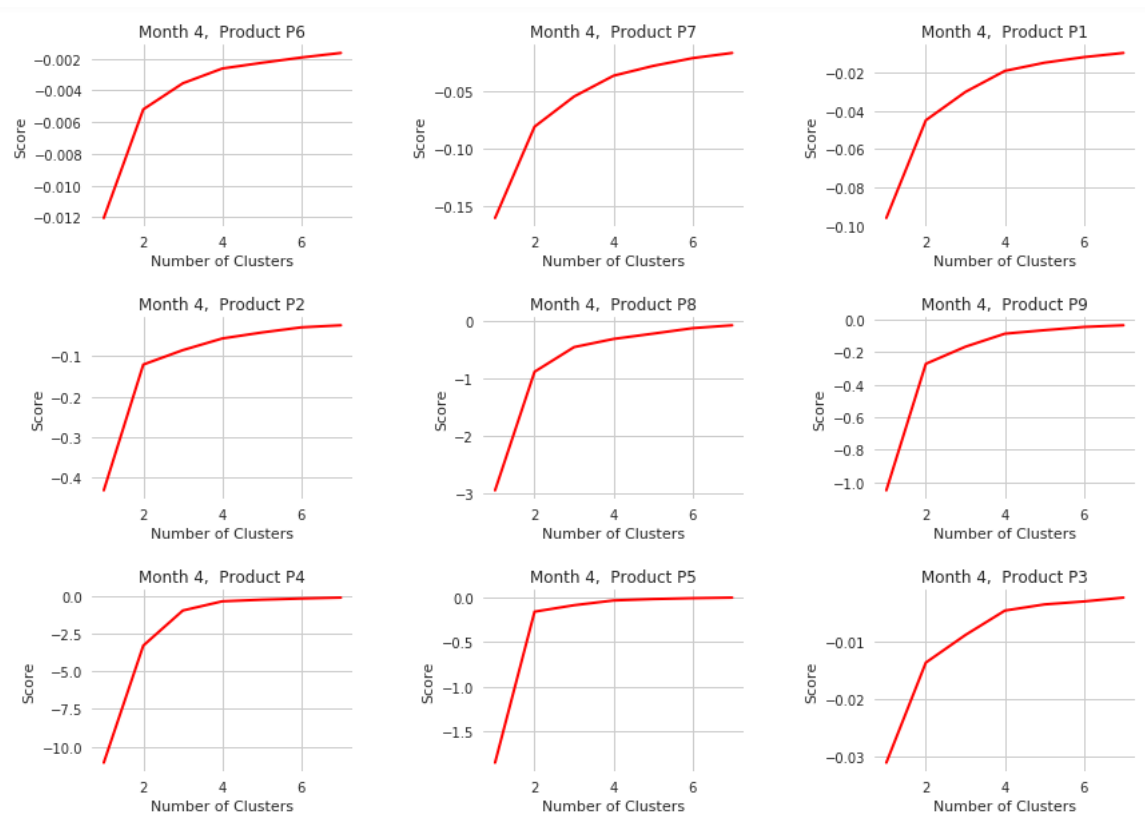 Month 4,  Product P6
−0.002
−0.004
−0.006
−0.008
−0.010
−0.012
Score
2 4 6
Number of Clusters
Month 4,  Product P7
−0.05
−0.10
−0.15
Score
2 4 6
Number of Clusters
Month 4,  Product P1
−0.02
−0.04
−0.06
−0.08
−0.10
Score
2 4 6
Number of Clusters
Month 4,  Product P2
−0.1
−0.2
−0.3
−0.4
Score
2 4 6
Number of Clusters
Month 4,  Product P8
0
−1
−2
−3
Score
2 4 6
Number of Clusters
Month 4,  Product P9
0.0
−0.2
−0.4
−0.6
−0.8
−1.0
Score
2 4 6
Number of Clusters
Month 4,  Product P4
0.0
−2.5
−5.0
−7.5
−10.0
Score
2 4 6
Number of Clusters
Month 4,  Product P5
0.0
−0.5
−1.0
−1.5
Score
2 4 6
Number of Clusters
Month 4,  Product P3
−0.01
−0.02
−0.03
Score
2 4 6
Number of Clusters